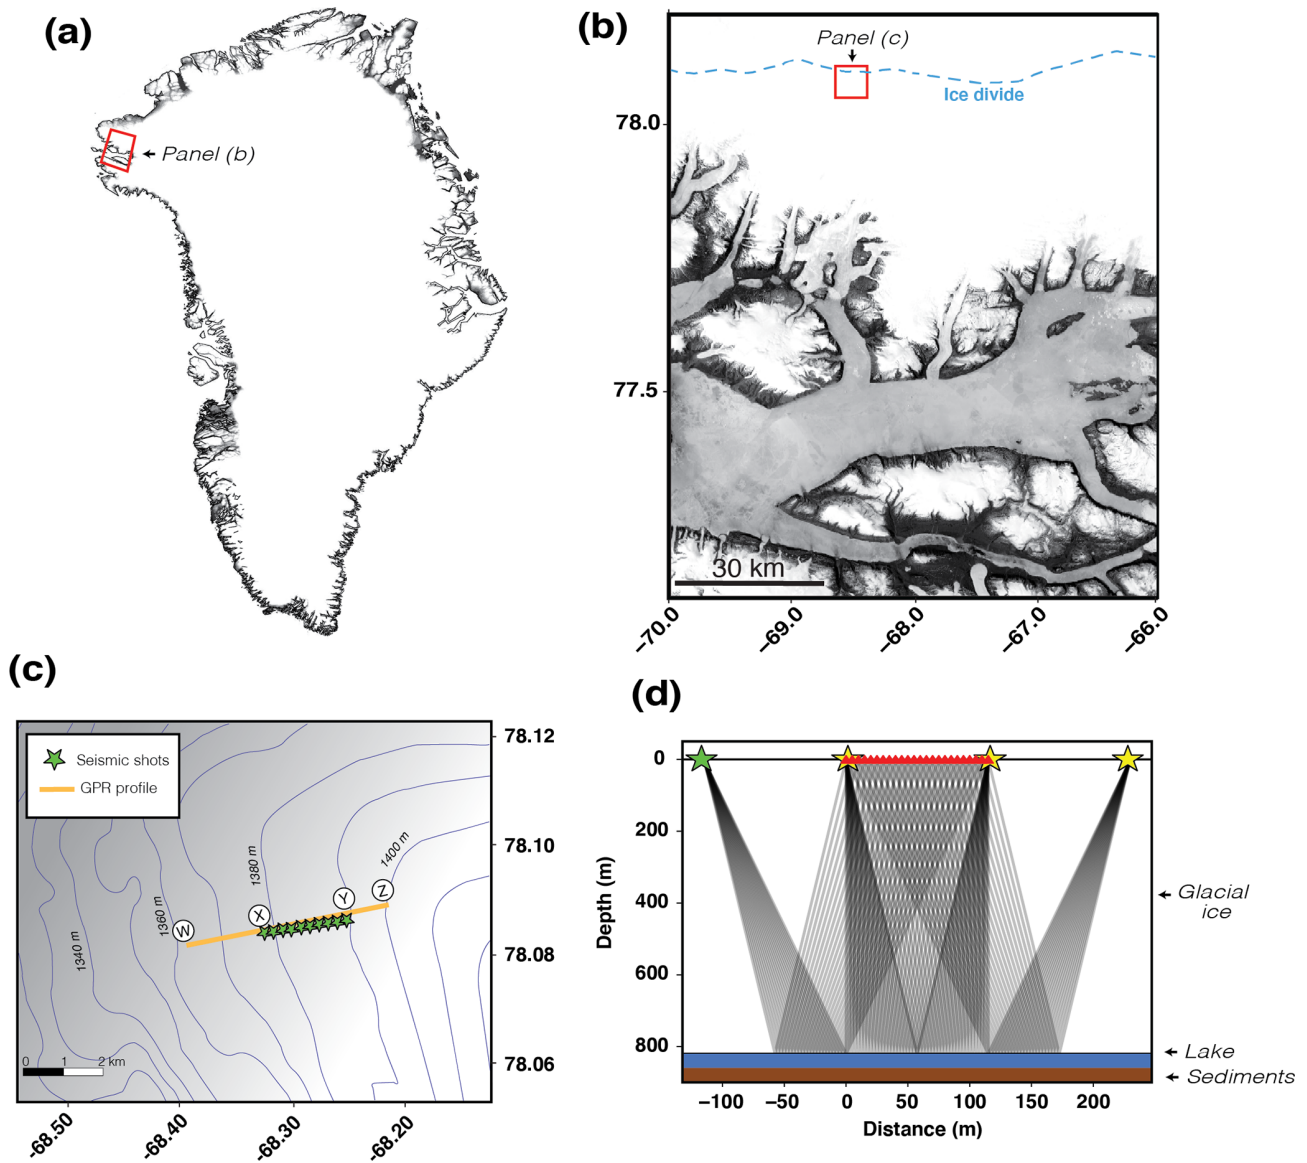 (a)
Panel (b)
(b)
Panel (c)
Ice divide
78.0
77.5
30 km
–70.0
–69.0
–68.0
–67.0
–66.0
(c)
Seismic shots
GPR profile
1340 m
1360 m
1380 m
1400 m
W
X
Y
Z
0 1 2 km
78.12
78.10
78.08
78.06
-68.50
-68.40
-68.30
-68.20
(d)
0
200
400
600
800
Depth (m)
Glacial
ice
Lake
Sediments
–100 –50 0 50 100 150 200
Distance (m)